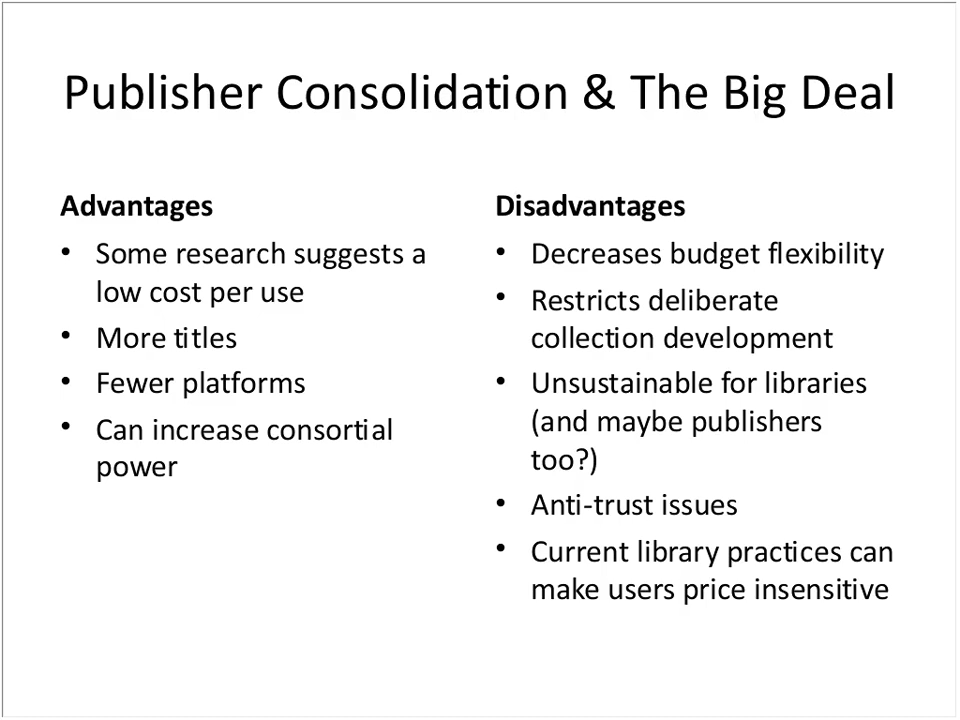 Publisher Consolidation & The Big Deal
Advantages
• Some research suggests a
low cost per use
• More titles
• Fewer platforms
• Can increase consortial
power
Disadvantages
• Decreases budget flexibility
• Restricts deliberate
collection development
• Unsustainable for libraries
(and maybe publishers
too?)
• Anti-trust issues
• Current library practices can
make users price insensitive